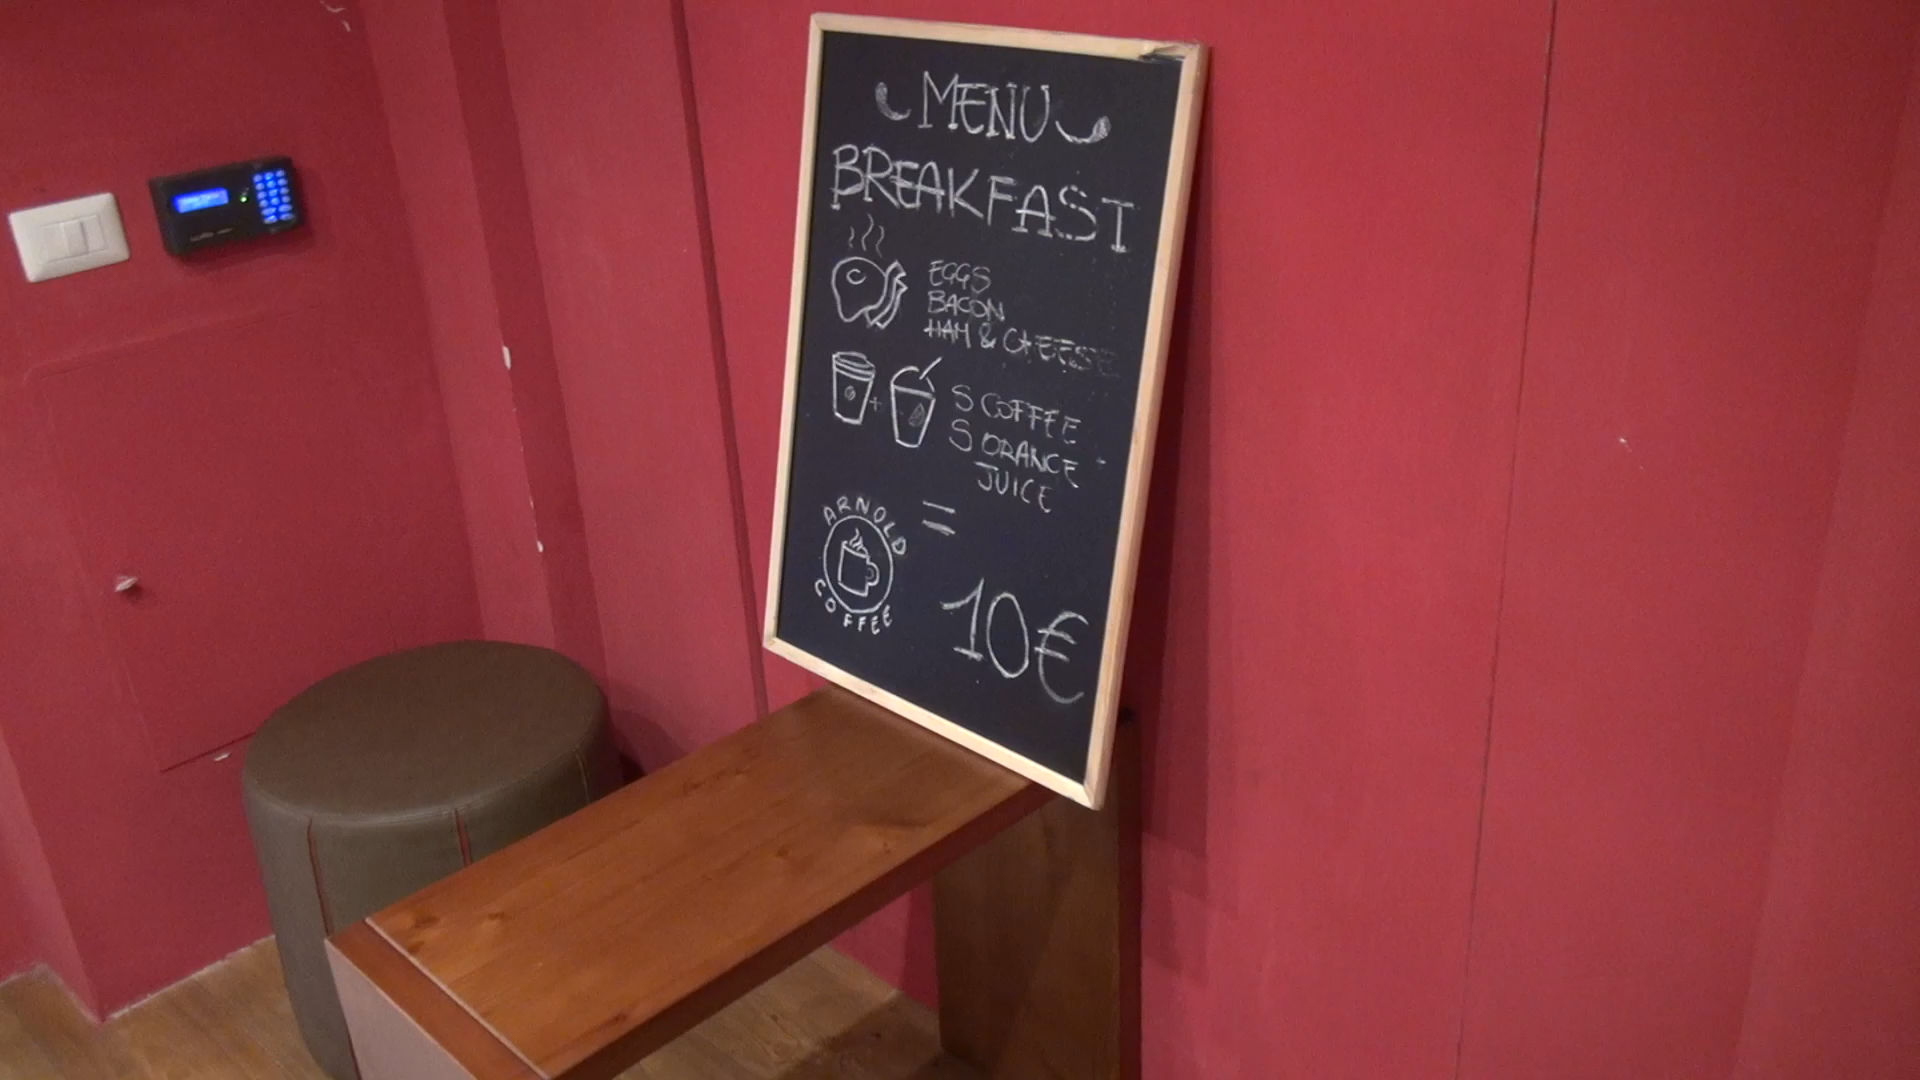 MENU
BREAKFAST
EGGS
BACON
HAM & CHEESE
+
S COFFEE
S ORANGE
JUICE
=
ARNOLD
COFFEE
10€